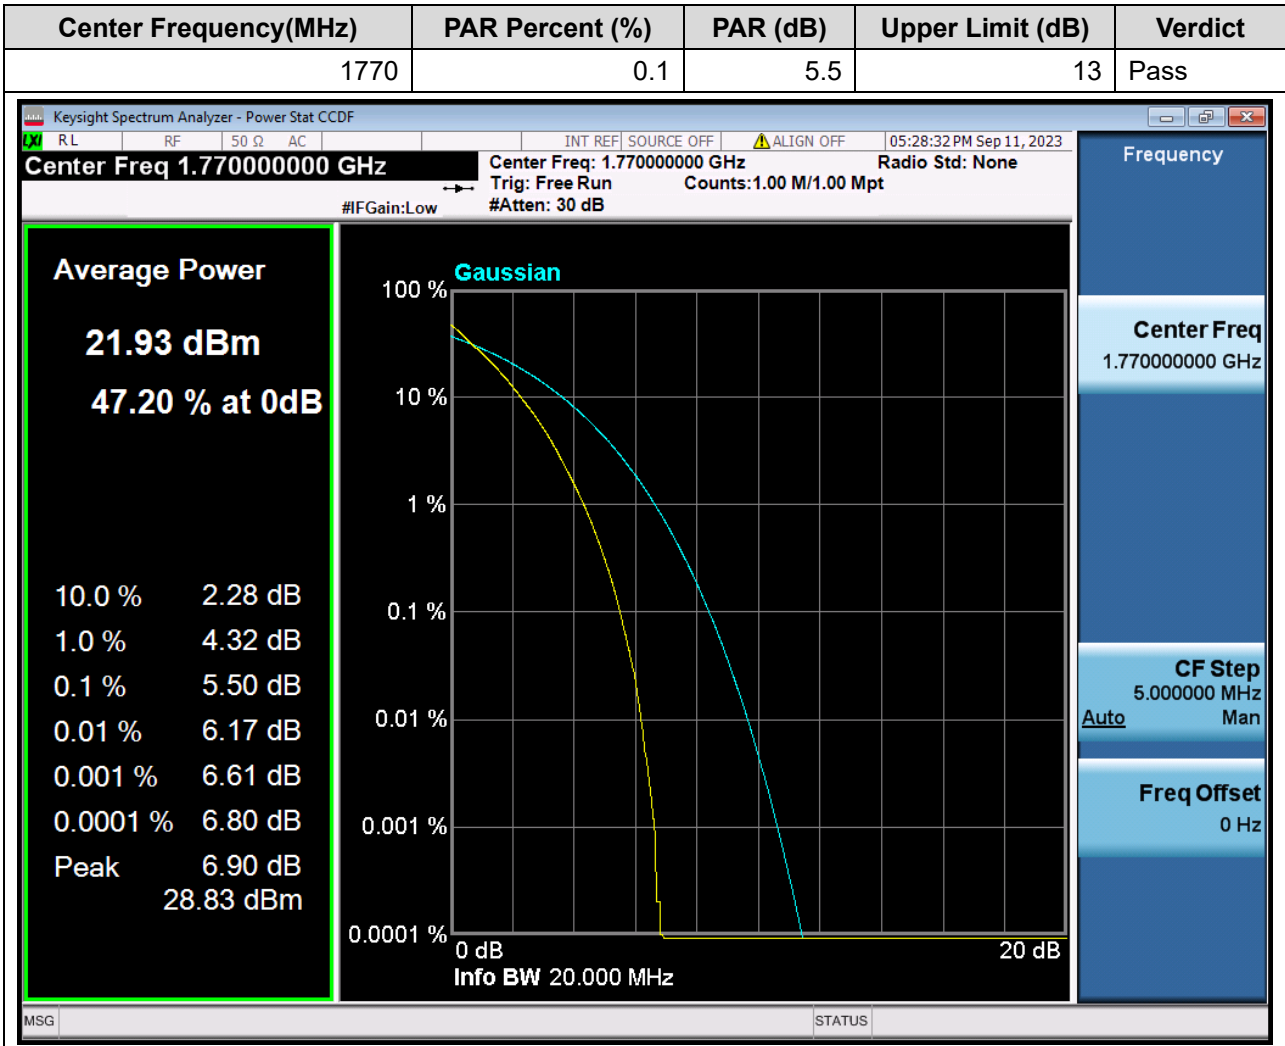 Center Frequency(MHz) PAR Percent (%) PAR (dB) Upper Limit (dB) Verdict
1770 0.1 5.5 13 Pass
Keysight Spectrum Analyzer - Power Stat CCDF
LXI RL RF 50 Ω AC INT REF SOURCE OFF ALIGN OFF 05:28:32 PM Sep 11, 2023
Center Freq 1.770000000 GHz
#IFGain:Low
Center Freq: 1.770000000 GHz Radio Std: None
Trig: Free Run Counts:1.00 M/1.00 Mpt
#Atten: 30 dB
Average Power
21.93 dBm
47.20 % at 0dB
10.0 % 2.28 dB
1.0 % 4.32 dB
0.1 % 5.50 dB
0.01 % 6.17 dB
0.001 % 6.61 dB
0.0001 % 6.80 dB
Peak 6.90 dB
28.83 dBm
Gaussian
100 %
10 %
1 %
0.1 %
0.01 %
0.001 %
0.0001 %
0 dB 20 dB
Info BW 20.000 MHz
Frequency
Center Freq
1.770000000 GHz
CF Step
5.000000 MHz
Auto Man
Freq Offset
0 Hz
MSG STATUS